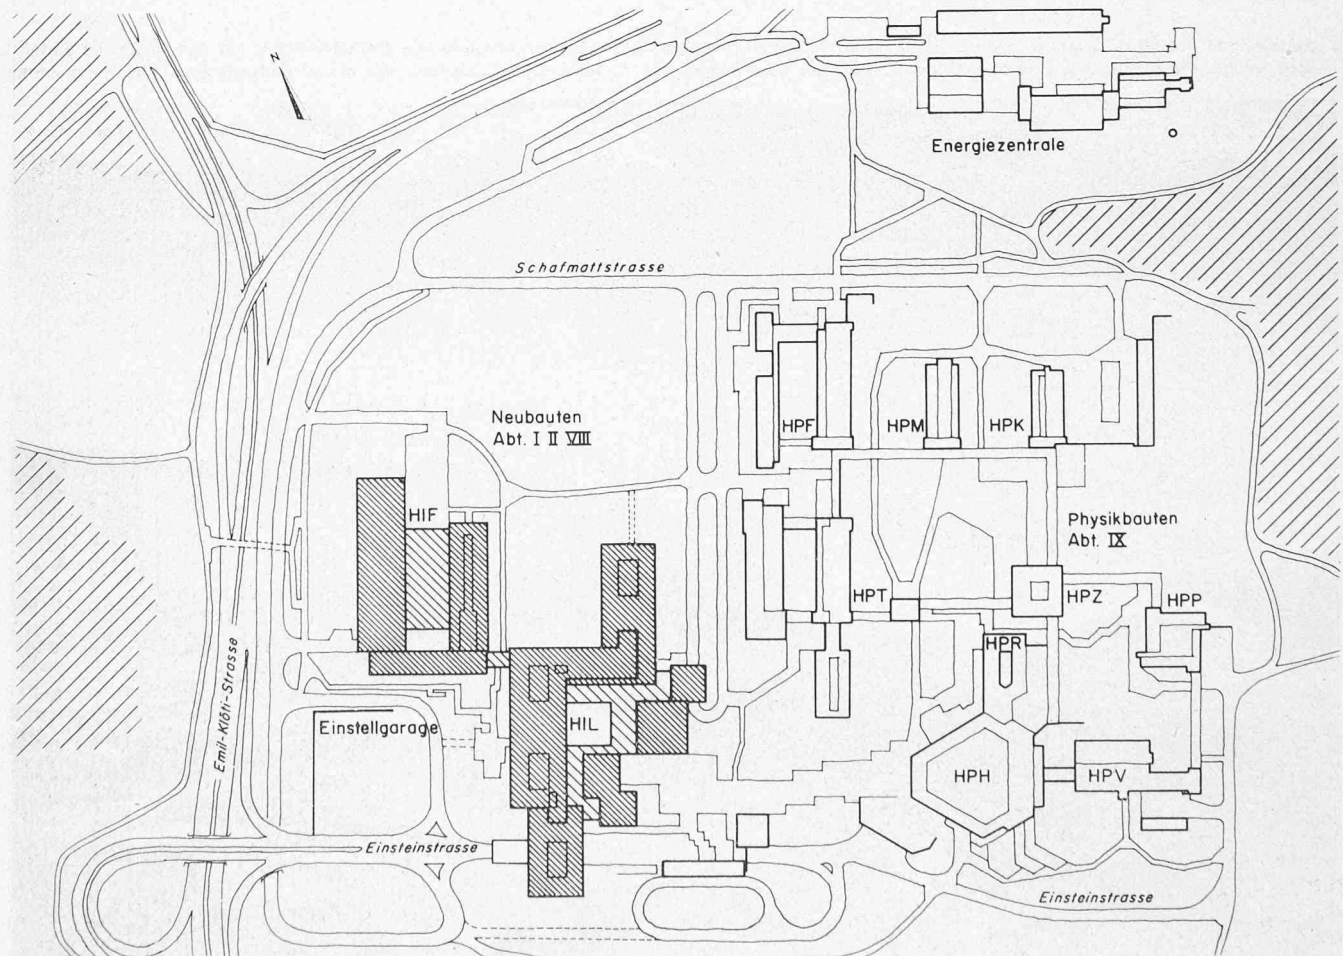 N
Energiezentrale
Schafmattstrasse
Neubauten
Abt. I II VIII
HPF
HPM
HPK
HIF
Physikbauten
Abt. IX
HPT
HPZ
HPP
HPR
Emil-Klöti-Strasse
Einstellgarage
HIL
HPH
HPV
Einsteinstrasse
Einsteinstrasse